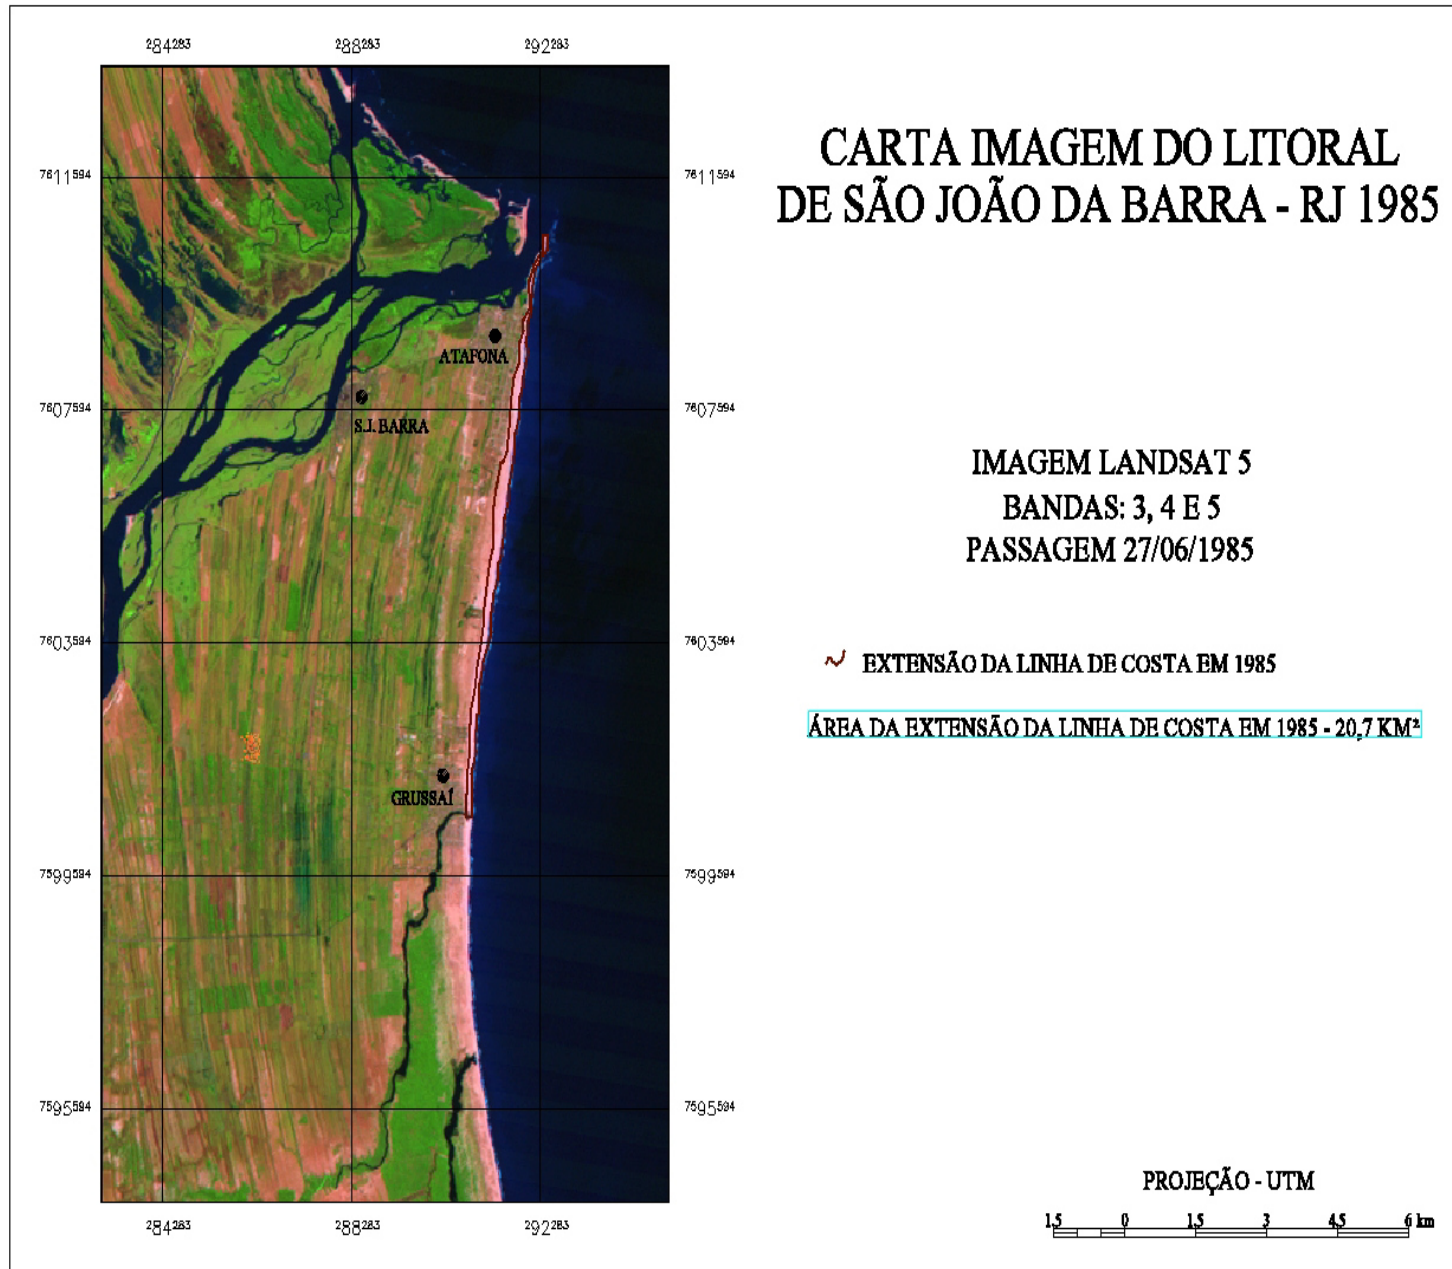 284283 288283 292283
CARTA IMAGEM DO LITORAL
DE SÃO JOÃO DA BARRA - RJ 1985
7611594 7611594
ATAFONA
7607594 7607594
S.J. BARRA
IMAGEM LANDSAT 5
BANDAS: 3, 4 E 5
PASSAGEM 27/06/1985
7603594 7603594
EXTENSÃO DA LINHA DE COSTA EM 1985
ÁREA DA EXTENSÃO DA LINHA DE COSTA EM 1985 - 20,7 KM²
GRUSSAÍ
7599594 7599594
7595594 7595594
PROJEÇÃO - UTM
1.5 0 1.5 3 4.5 6 km
284283 288283 292283